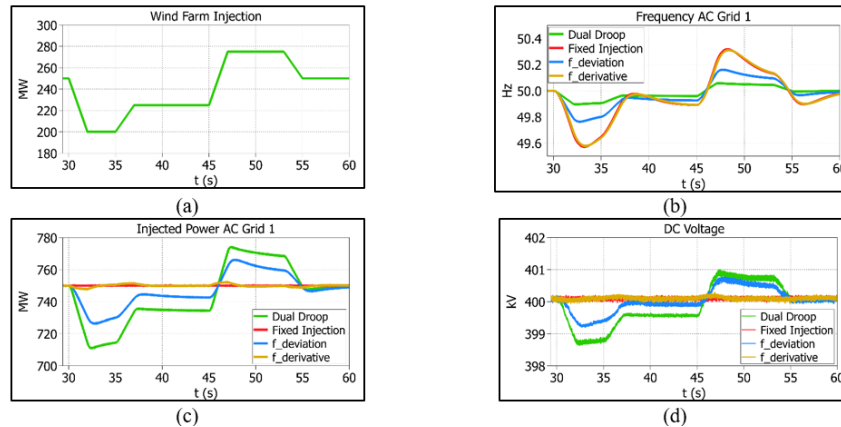 Wind Farm Injection
300
280
260
240
220
200
180
MW
30 35 40 45 50 55 60
t (s)
(a)
Frequency AC Grid 1
50.4
50.2
50.0
49.8
49.6
Hz
Dual Droop
Fixed Injection
f_deviation
f_derivative
30 35 40 45 50 55 60
t (s)
(b)
Injected Power AC Grid 1
780
760
740
720
700
MW
Dual Droop
Fixed Injection
f_deviation
f_derivative
30 35 40 45 50 55 60
t (s)
(c)
DC Voltage
402
401
400
399
398
kV
Dual Droop
Fixed Injection
f_deviation
f_derivative
30 35 40 45 50 55 60
t (s)
(d)